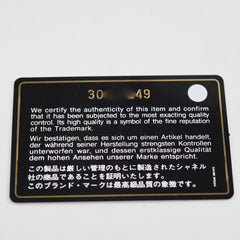 30 49
We certify the authenticity of this item and confirm
that it has been subjected to the most exacting quality
control. Its high quality is a symbol of the fine reputation
of the Trademark.
Wir bestätigen, dass es sich um einen Artikel handelt,
der während seiner Herstellung strengsten Kontrollen
unterworfen war, und dessen erstklassige Qualität
dem hohen Ansehen unserer Marke entspricht.
この製品は厳しい管理のもとに製造されたシャネル
社の商品であることを証明いたします。
このブランド・マークは最高級品質の象徴です。